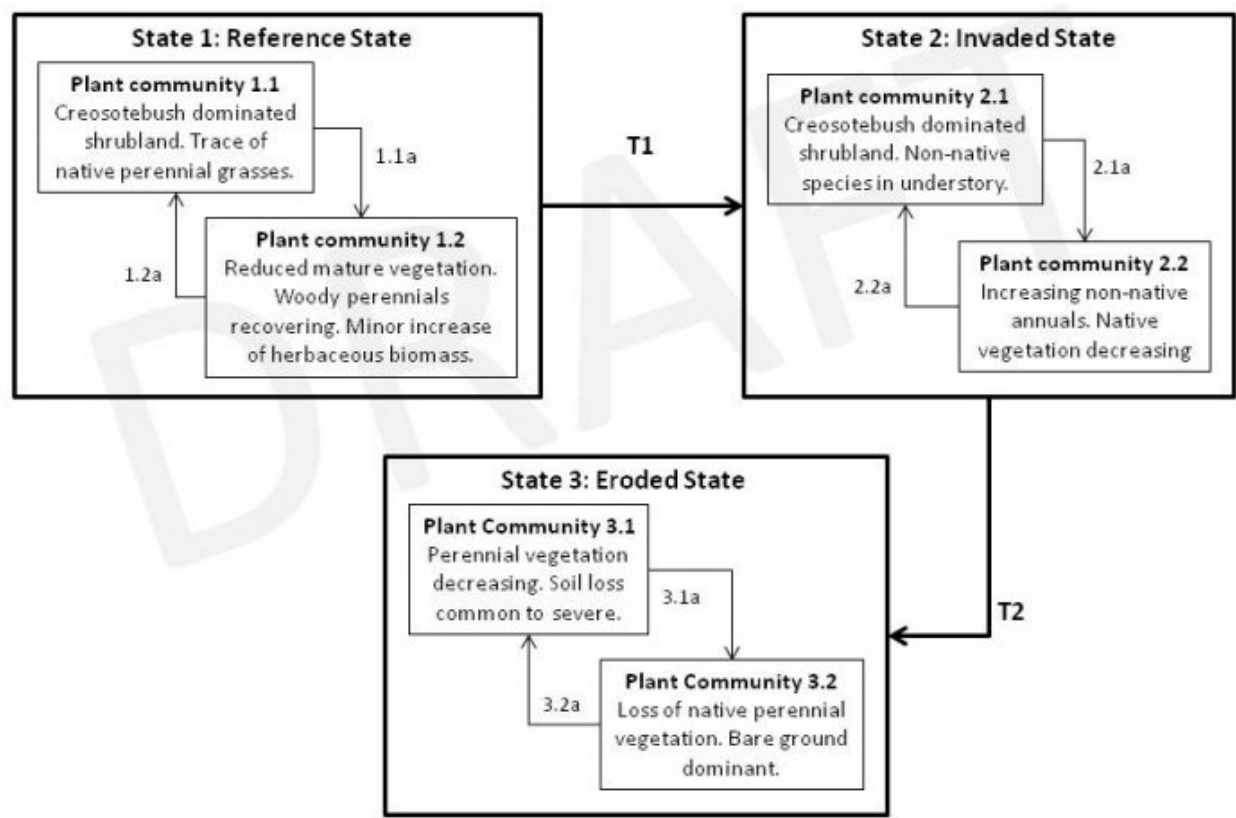 State 1: Reference State
Plant community 1.1
Creosotebush dominated
shrubland. Trace of
native perennial grasses.
1.1a
Plant community 1.2
Reduced mature vegetation.
Woody perennials
recovering. Minor increase
of herbaceous biomass.
1.2a
T1
State 2: Invaded State
Plant community 2.1
Creosotebush dominated
shrubland. Non-native
species in understory.
2.1a
Plant community 2.2
Increasing non-native
annuals. Native
vegetation decreasing
2.2a
T2
State 3: Eroded State
Plant Community 3.1
Perennial vegetation
decreasing. Soil loss
common to severe.
3.1a
Plant Community 3.2
Loss of native perennial
vegetation. Bare ground
dominant.
3.2a
DRAFT